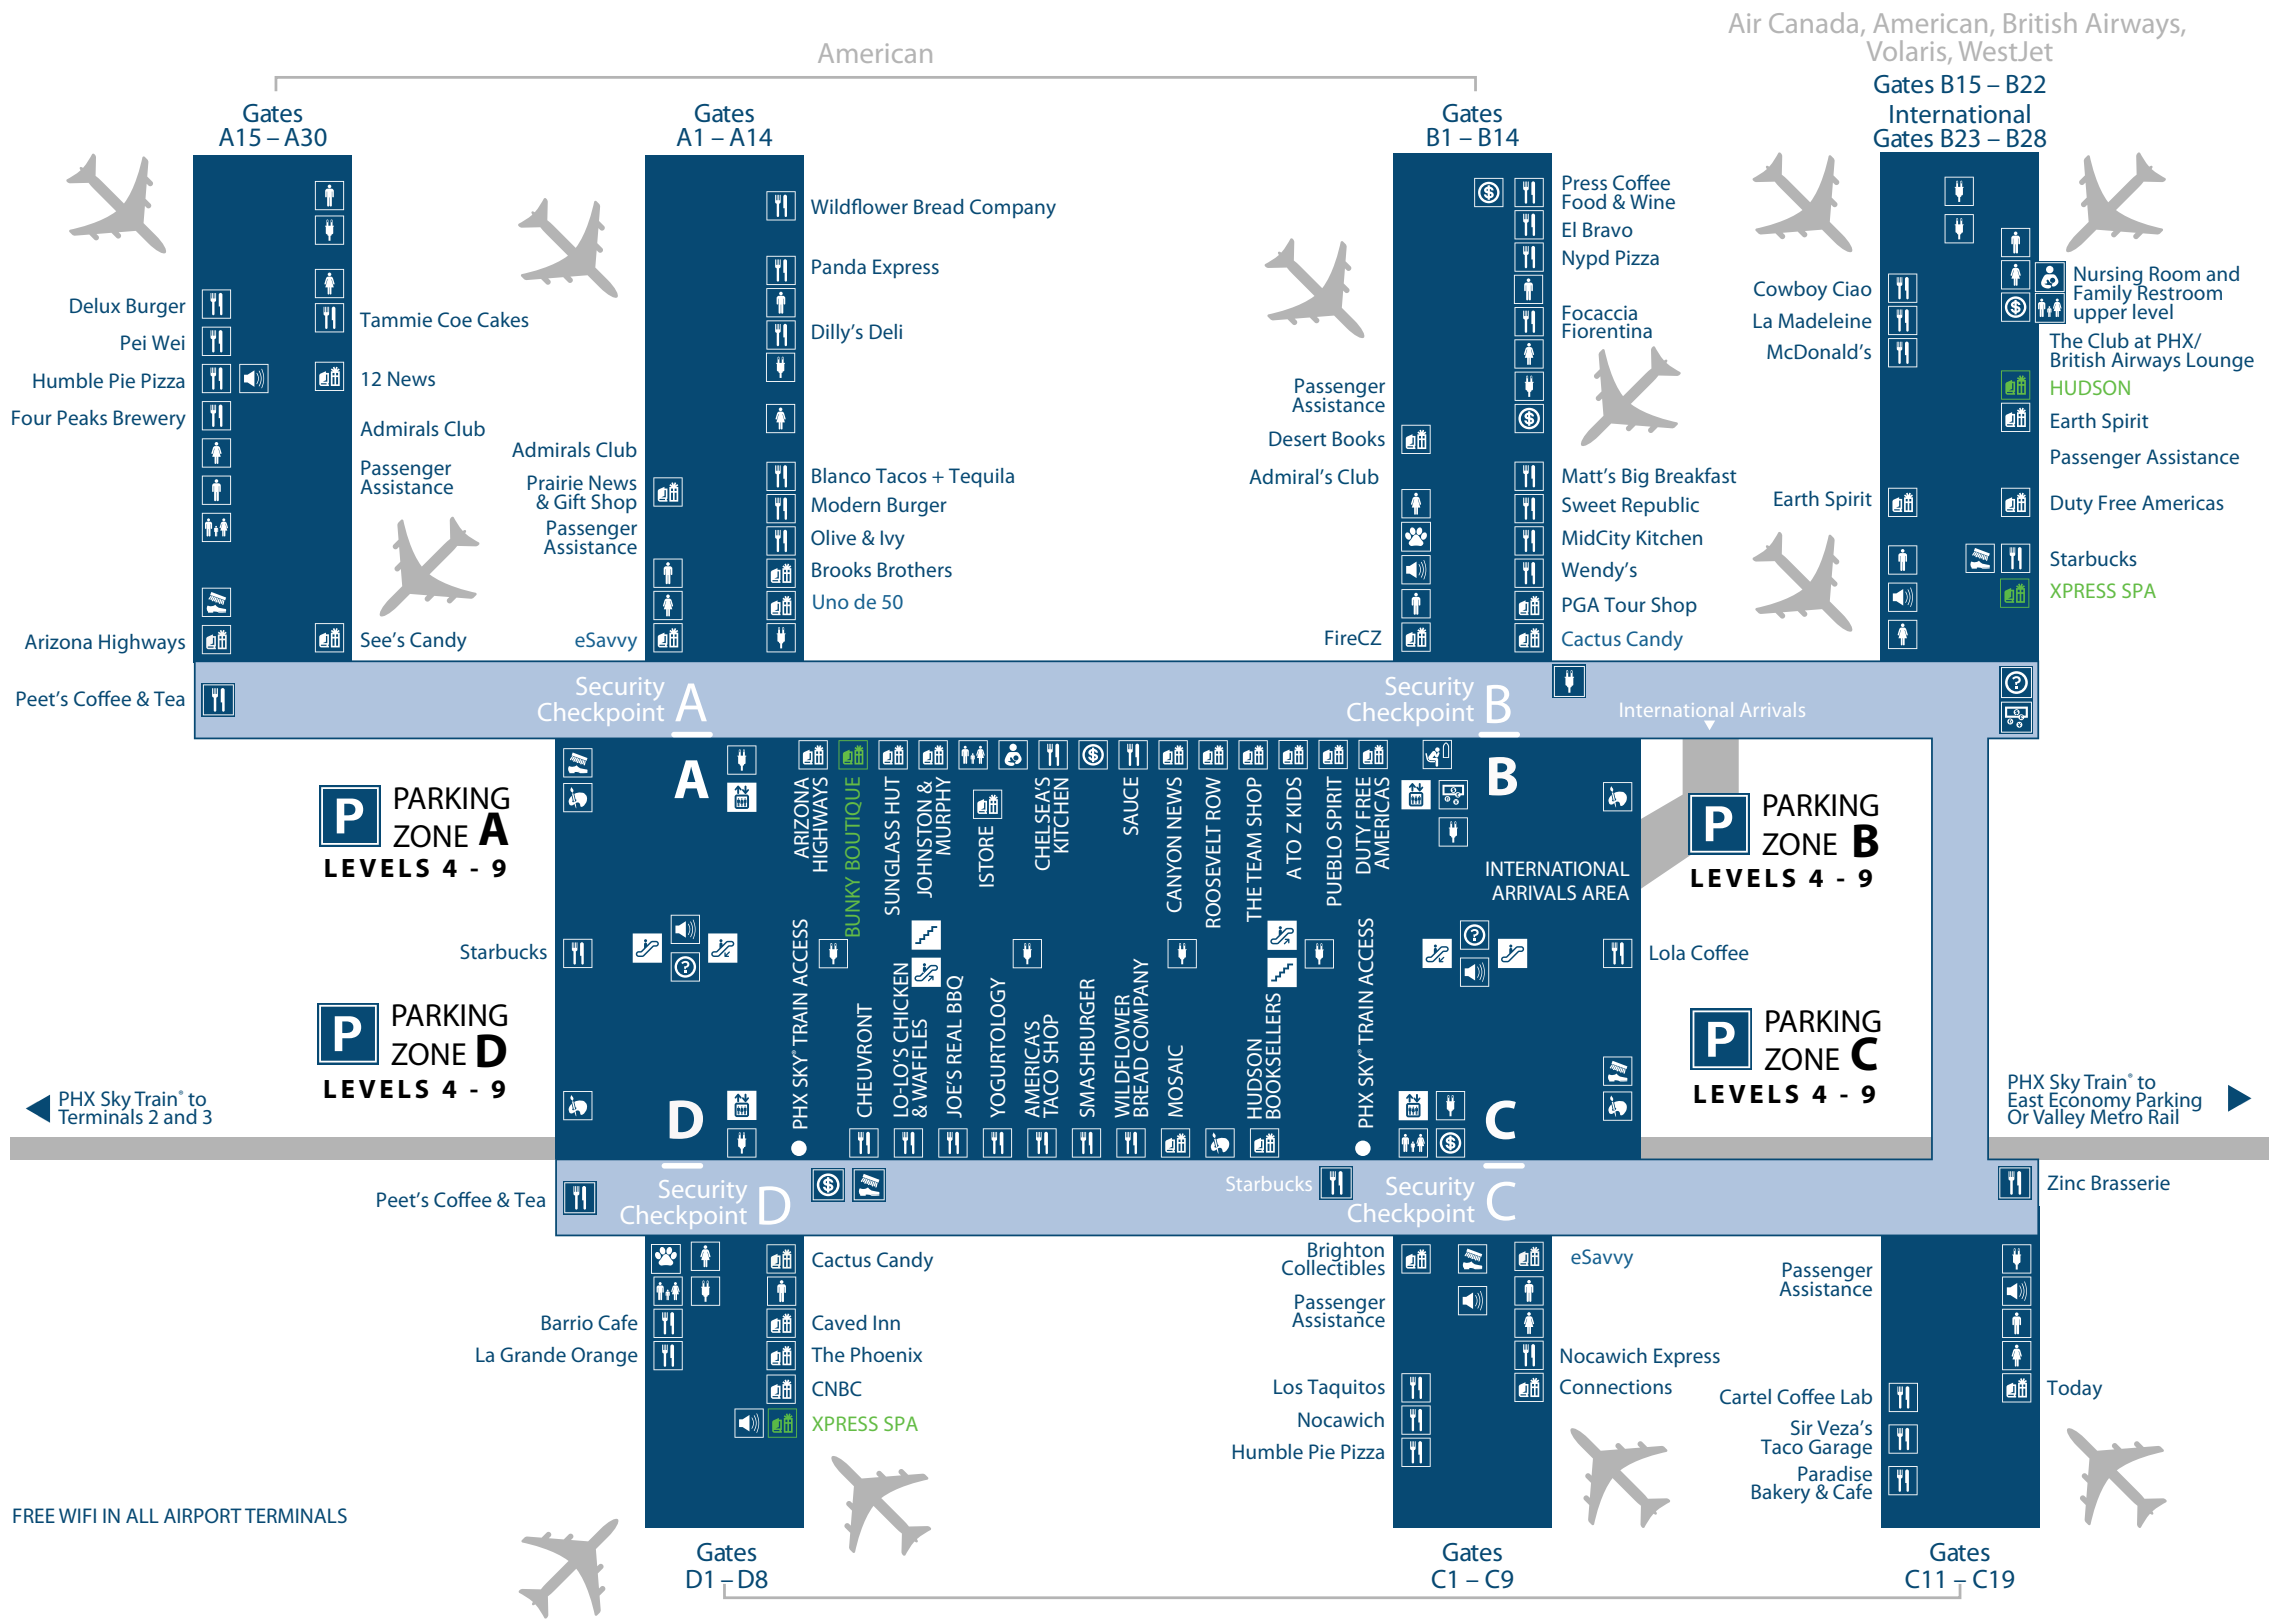 Air Canada, American, British Airways,
Volaris, WestJet
American
Gates
A15 – A30
Gates
A1 – A14
Gates
B1 – B14
Gates B15 – B22
International
Gates B23 – B28
Delux Burger
Pei Wei
Humble Pie Pizza
Four Peaks Brewery
Arizona Highways
Peet's Coffee & Tea
Tammie Coe Cakes
12 News
Admirals Club
Passenger
Assistance
See's Candy
Admirals Club
Prairie News
& Gift Shop
Passenger
Assistance
eSavvy
Wildflower Bread Company
Panda Express
Dilly's Deli
Blanco Tacos + Tequila
Modern Burger
Olive & Ivy
Brooks Brothers
Uno de 50
Passenger
Assistance
Desert Books
Admiral's Club
FireCZ
Press Coffee
Food & Wine
El Bravo
Nypd Pizza
Focaccia
Fiorentina
Matt's Big Breakfast
Sweet Republic
MidCity Kitchen
Wendy's
PGA Tour Shop
Cactus Candy
Cowboy Ciao
La Madeleine
McDonald's
Earth Spirit
Nursing Room and
Family Restroom
upper level
The Club at PHX/
British Airways Lounge
HUDSON
Earth Spirit
Passenger Assistance
Duty Free Americas
Starbucks
XPRESS SPA
Security
Checkpoint A
Security
Checkpoint B
International Arrivals
A
B
P
PARKING
ZONE A
LEVELS 4 - 9
ARIZONA
HIGHWAYS
BUNKY BOUTIQUE
SUNGLASS HUT
JOHNSTON &
MURPHY
ISTORE
CHELSEA'S
KITCHEN
SAUCE
CANYON NEWS
ROOSEVELT ROW
THE TEAM SHOP
A TO Z KIDS
PUEBLO SPIRIT
DUTY FREE
AMERICAS
INTERNATIONAL
ARRIVALS AREA
P
PARKING
ZONE B
LEVELS 4 - 9
Starbucks
Lola Coffee
P
PARKING
ZONE D
LEVELS 4 - 9
PHX SKY® TRAIN ACCESS
CHEUVRONT
LO-LO'S CHICKEN
& WAFFLES
JOE'S REAL BBQ
YOGURTOLOGY
AMERICA'S
TACO SHOP
SMASHBURGER
WILDFLOWER
BREAD COMPANY
MOSAIC
HUDSON
BOOKSELLERS
PHX SKY® TRAIN ACCESS
P
PARKING
ZONE C
LEVELS 4 - 9
D
C
PHX Sky Train® to
Terminals 2 and 3
PHX Sky Train® to
East Economy Parking
Or Valley Metro Rail
Peet's Coffee & Tea
Security
Checkpoint D
Starbucks
Security
Checkpoint C
Zinc Brasserie
Barrio Cafe
La Grande Orange
Cactus Candy
Caved Inn
The Phoenix
CNBC
XPRESS SPA
Brighton
Collectibles
Passenger
Assistance
Los Taquitos
Nocawich
Humble Pie Pizza
eSavvy
Nocawich Express
Connections
Passenger
Assistance
Cartel Coffee Lab
Sir Veza's
Taco Garage
Paradise
Bakery & Cafe
Today
FREE WIFI IN ALL AIRPORT TERMINALS
Gates
D1 – D8
Gates
C1 – C9
Gates
C11 – C19